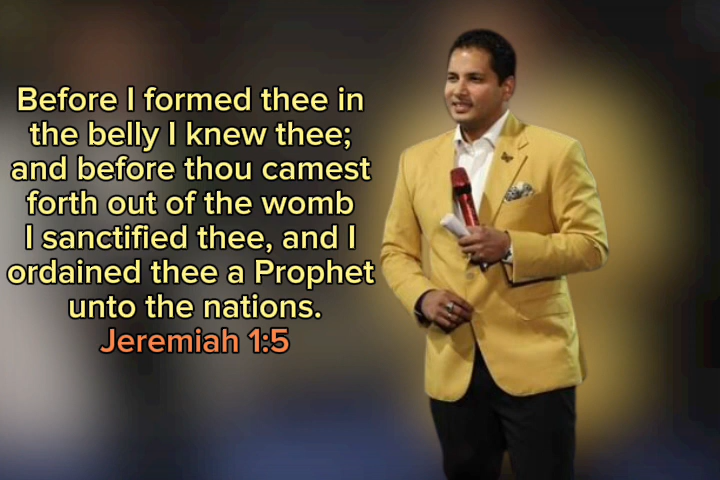 Before I formed thee in
the belly I knew thee;
and before thou camest
forth out of the womb
I sanctified thee, and I
ordained thee a Prophet
unto the nations.
Jeremiah 1:5